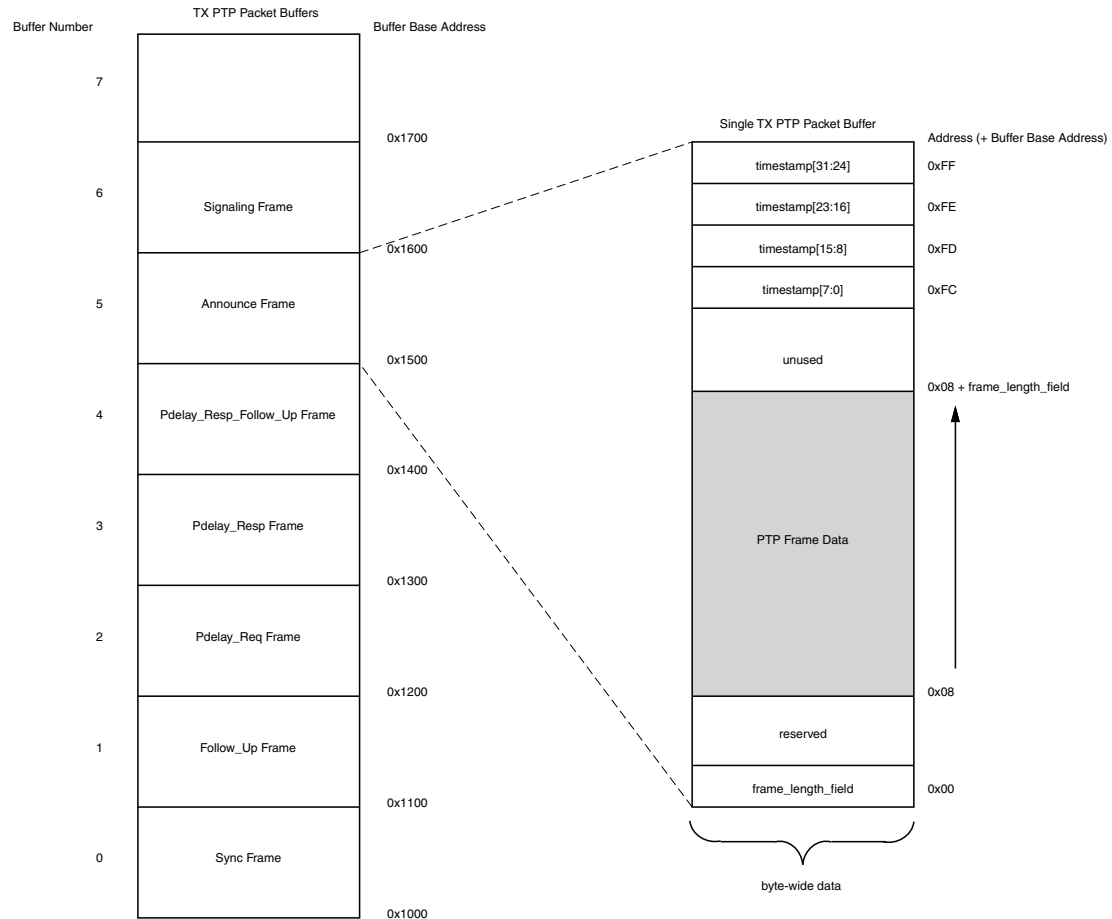 TX PTP Packet Buffers
Buffer Number
Buffer Base Address
7
0x1700
6
Signaling Frame
0x1600
5
Announce Frame
0x1500
4
Pdelay_Resp_Follow_Up Frame
0x1400
3
Pdelay_Resp Frame
0x1300
2
Pdelay_Req Frame
0x1200
1
Follow_Up Frame
0x1100
0
Sync Frame
0x1000
Single TX PTP Packet Buffer
Address (+ Buffer Base Address)
timestamp[31:24]
0xFF
timestamp[23:16]
0xFE
timestamp[15:8]
0xFD
timestamp[7:0]
0xFC
unused
0x08 + frame_length_field
PTP Frame Data
0x08
reserved
frame_length_field
0x00
byte-wide data